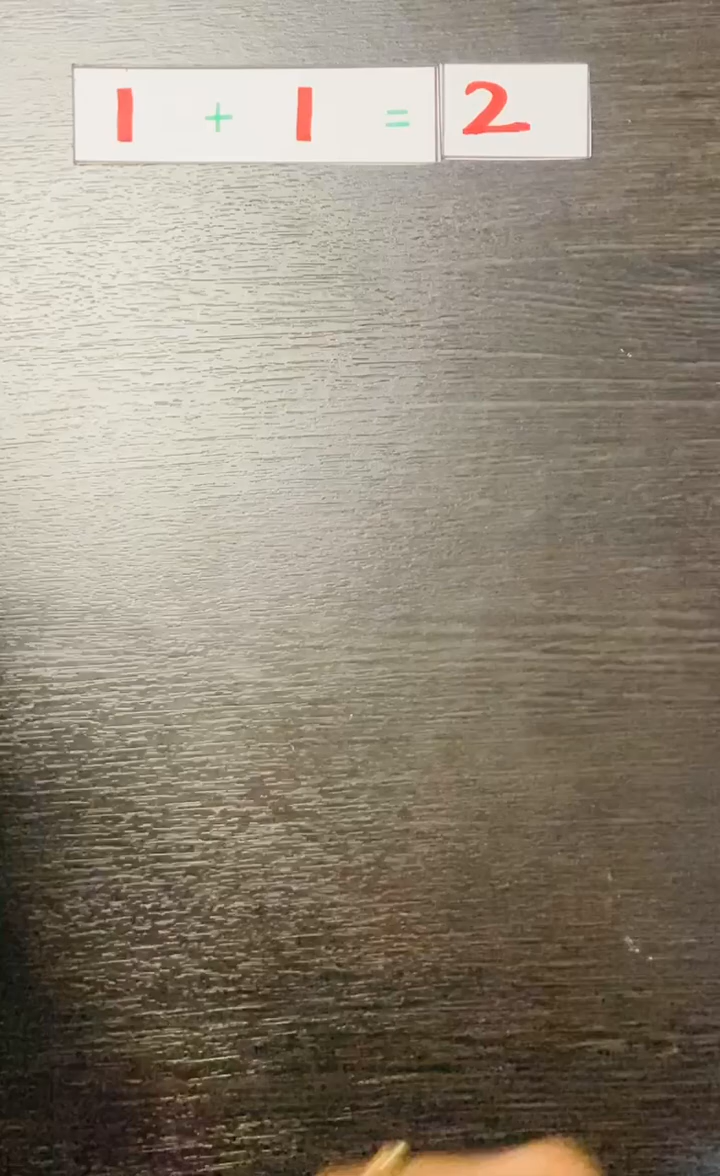 1 + 1 = 2